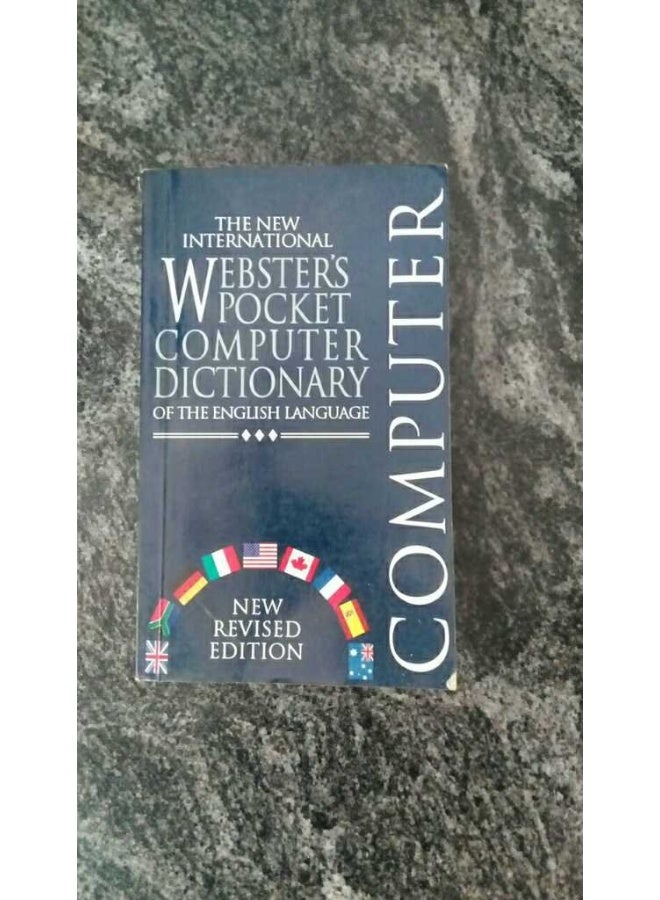 THE NEW
INTERNATIONAL
WEBSTER'S
POCKET
COMPUTER
DICTIONARY
OF THE ENGLISH LANGUAGE
NEW
REVISED
EDITION
COMPUTER